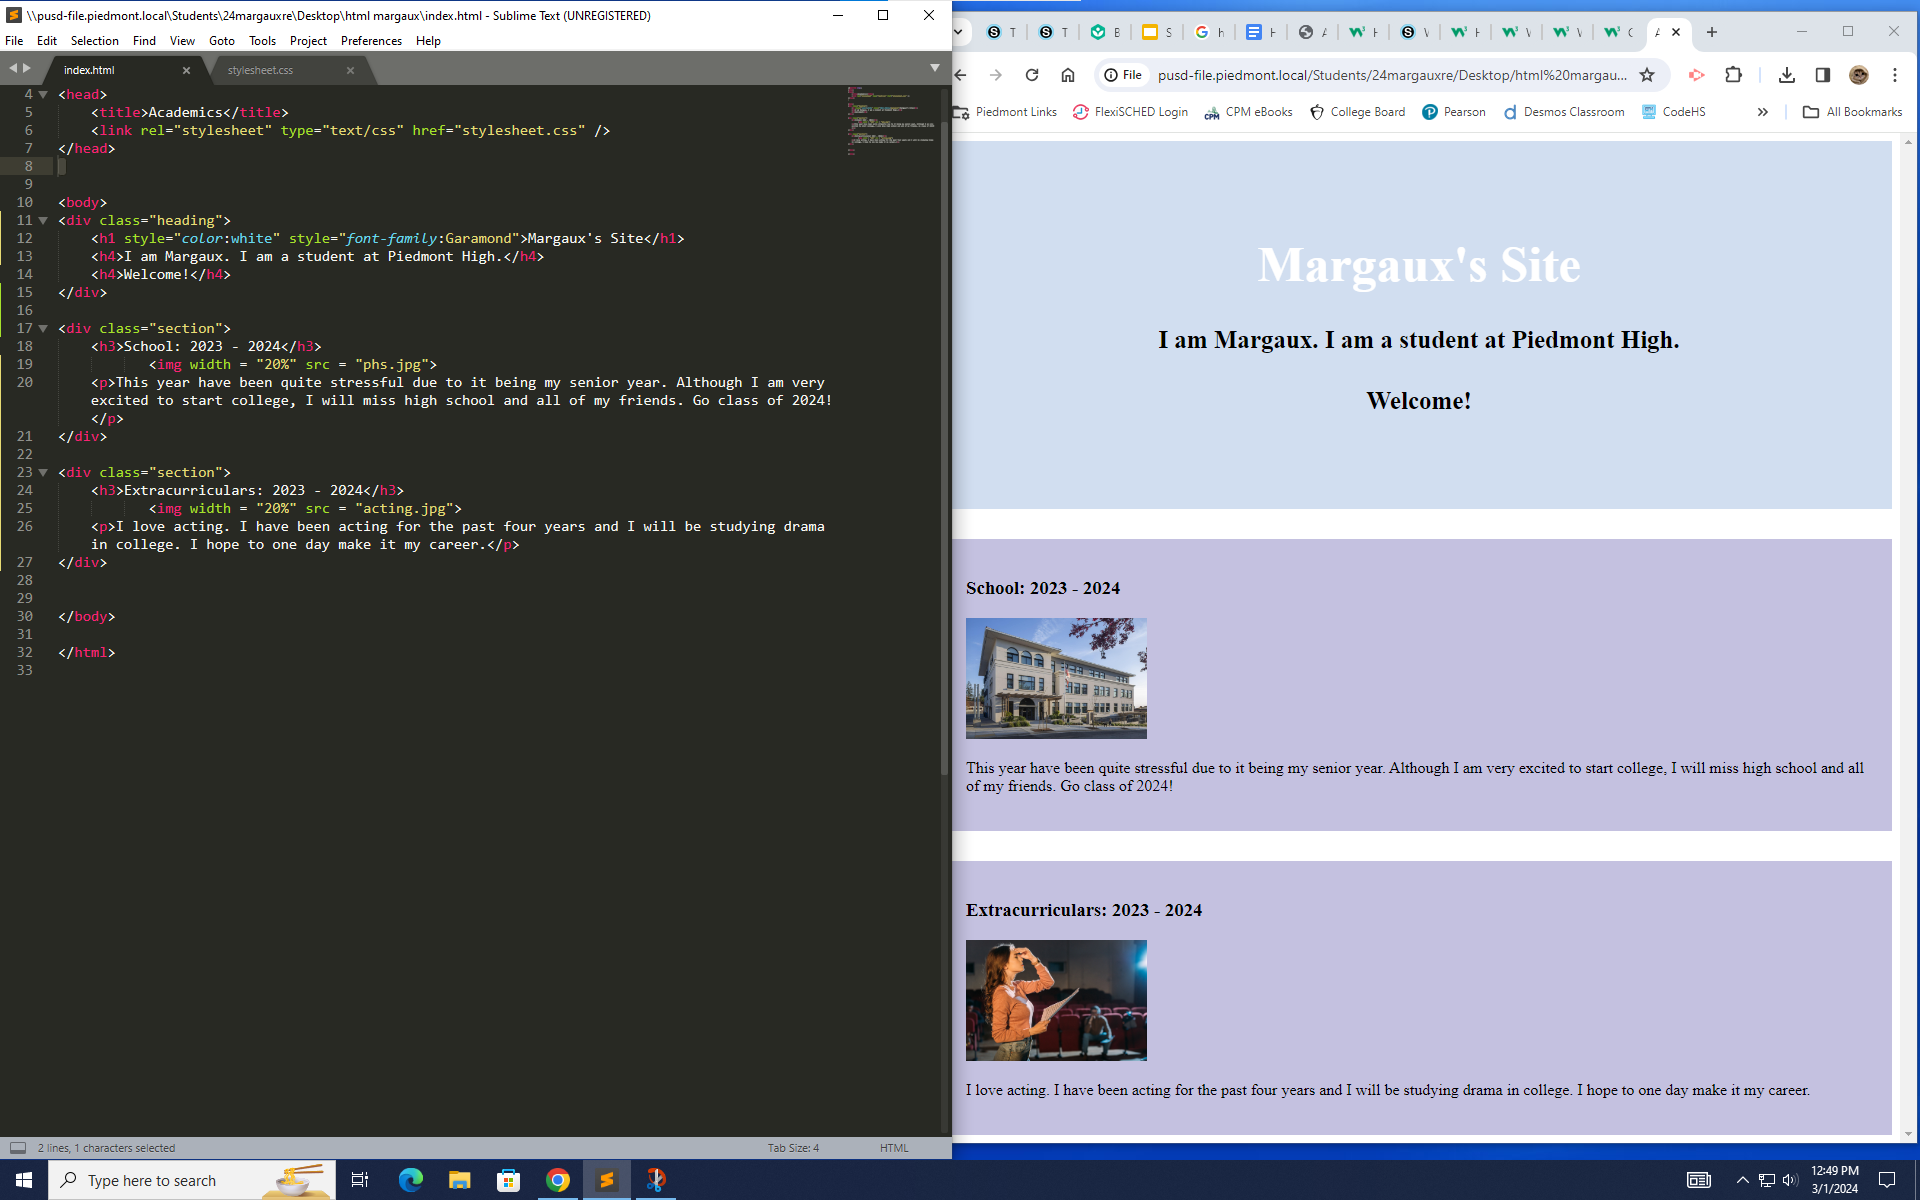 \\pusd-file.piedmont.local\Students\24margauxre\Desktop\html margaux\index.html - Sublime Text (UNREGISTERED)
File Edit Selection Find View Goto Tools Project Preferences Help
index.html stylesheet.css
4 <head>
5 <title>Academics</title>
6 <link rel="stylesheet" type="text/css" href="stylesheet.css" />
7 </head>
8
9
10 <body>
11 <div class="heading">
12 <h1 style="color:white" style="font-family:Garamond">Margaux's Site</h1>
13 <h4>I am Margaux. I am a student at Piedmont High.</h4>
14 <h4>Welcome!</h4>
15 </div>
16
17 <div class="section">
18 <h3>School: 2023 - 2024</h3>
19 <img width = "20%" src = "phs.jpg">
20 <p>This year have been quite stressful due to it being my senior year. Although I am very
excited to start college, I will miss high school and all of my friends. Go class of 2024!
</p>
21 </div>
22
23 <div class="section">
24 <h3>Extracurriculars: 2023 - 2024</h3>
25 <img width = "20%" src = "acting.jpg">
26 <p>I love acting. I have been acting for the past four years and I will be studying drama
in college. I hope to one day make it my career.</p>
27 </div>
28
29
30 </body>
31
32 </html>
33
2 lines, 1 characters selected Tab Size: 4 HTML
File pusd-file.piedmont.local/Students/24margauxre/Desktop/html%20margau...
Piedmont Links FlexiSCHED Login CPM eBooks College Board Pearson Desmos Classroom CodeHS » All Bookmarks
Margaux's Site
I am Margaux. I am a student at Piedmont High.
Welcome!
School: 2023 - 2024
This year have been quite stressful due to it being my senior year. Although I am very excited to start college, I will miss high school and all
of my friends. Go class of 2024!
Extracurriculars: 2023 - 2024
I love acting. I have been acting for the past four years and I will be studying drama in college. I hope to one day make it my career.
Type here to search
12:49 PM
3/1/2024